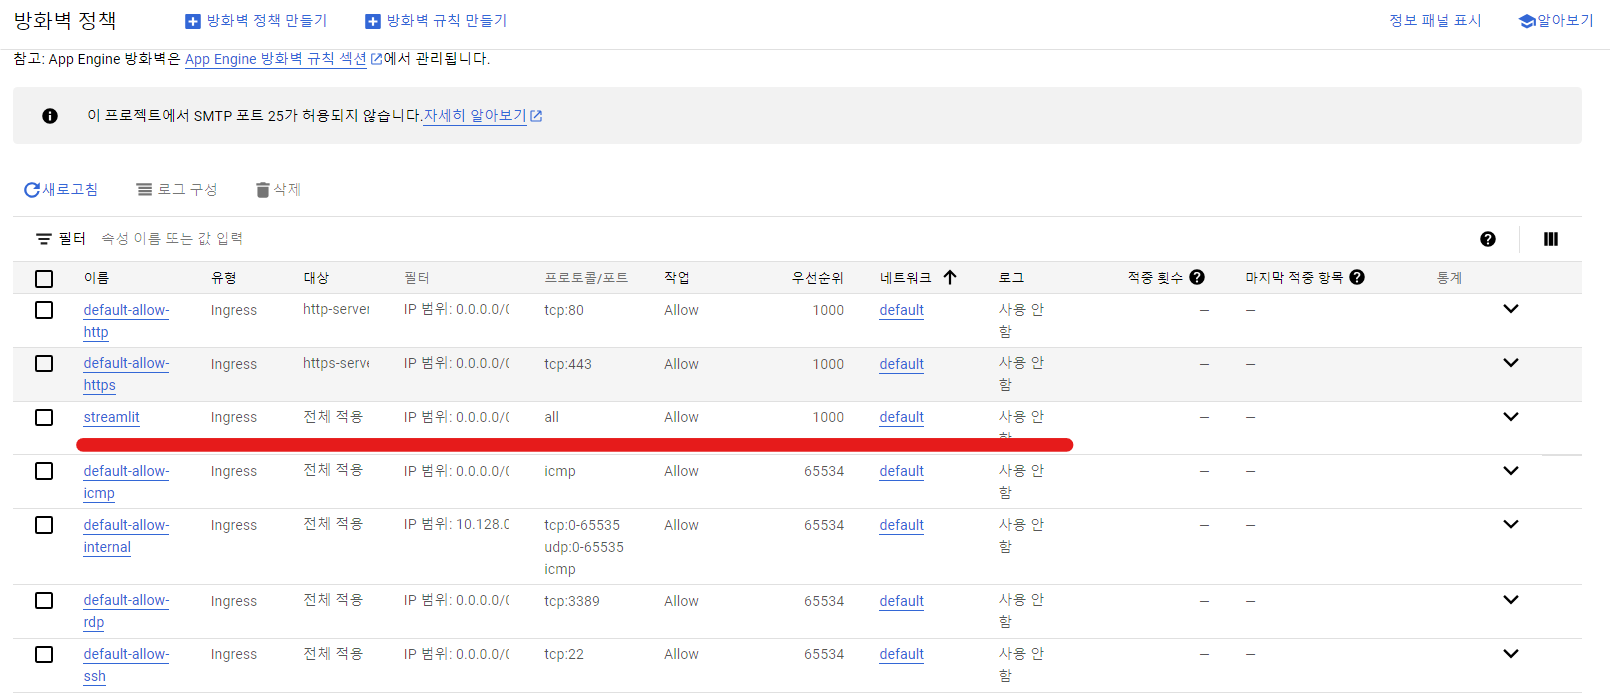 방화벽 정책 방화벽 정책 만들기 방화벽 규칙 만들기 정보 패널 표시 알아보기
참고: App Engine 방화벽은 App Engine 방화벽 규칙 섹션에서 관리됩니다.
이 프로젝트에서 SMTP 포트 25가 허용되지 않습니다.자세히 알아보기
새로고침 로그 구성 삭제
필터 속성 이름 또는 값 입력
이름 유형 대상 필터 프로토콜/포트 작업 우선순위 네트워크 로그 적중 횟수 마지막 적중 항목 통계
default-allow- Ingress http-server IP 범위: 0.0.0.0/0 tcp:80 Allow 1000 default 사용 안 — —
http 함
default-allow- Ingress https-serve IP 범위: 0.0.0.0/0 tcp:443 Allow 1000 default 사용 안 — —
https 함
streamlit Ingress 전체 적용 IP 범위: 0.0.0.0/0 all Allow 1000 default 사용 안 — —
default-allow- Ingress 전체 적용 IP 범위: 0.0.0.0/0 icmp Allow 65534 default 사용 안 — —
icmp 함
default-allow- Ingress 전체 적용 IP 범위: 10.128.0 tcp:0-65535 Allow 65534 default 사용 안 — —
internal udp:0-65535 함
icmp
default-allow- Ingress 전체 적용 IP 범위: 0.0.0.0/0 tcp:3389 Allow 65534 default 사용 안 — —
rdp 함
default-allow- Ingress 전체 적용 IP 범위: 0.0.0.0/0 tcp:22 Allow 65534 default 사용 안 — —
ssh 함